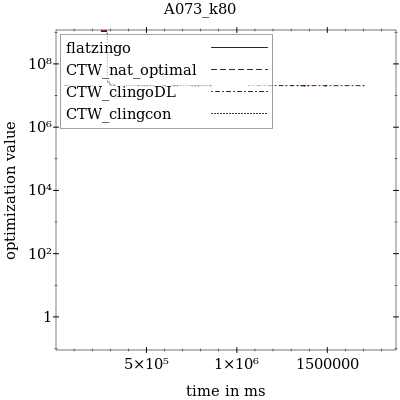 A073_k80
flatzingo
CTW_nat_optimal
CTW_clingoDL
CTW_clingcon
optimization value
10⁸
10⁶
10⁴
10²
1
5×10⁵ 1×10⁶ 1500000
time in ms